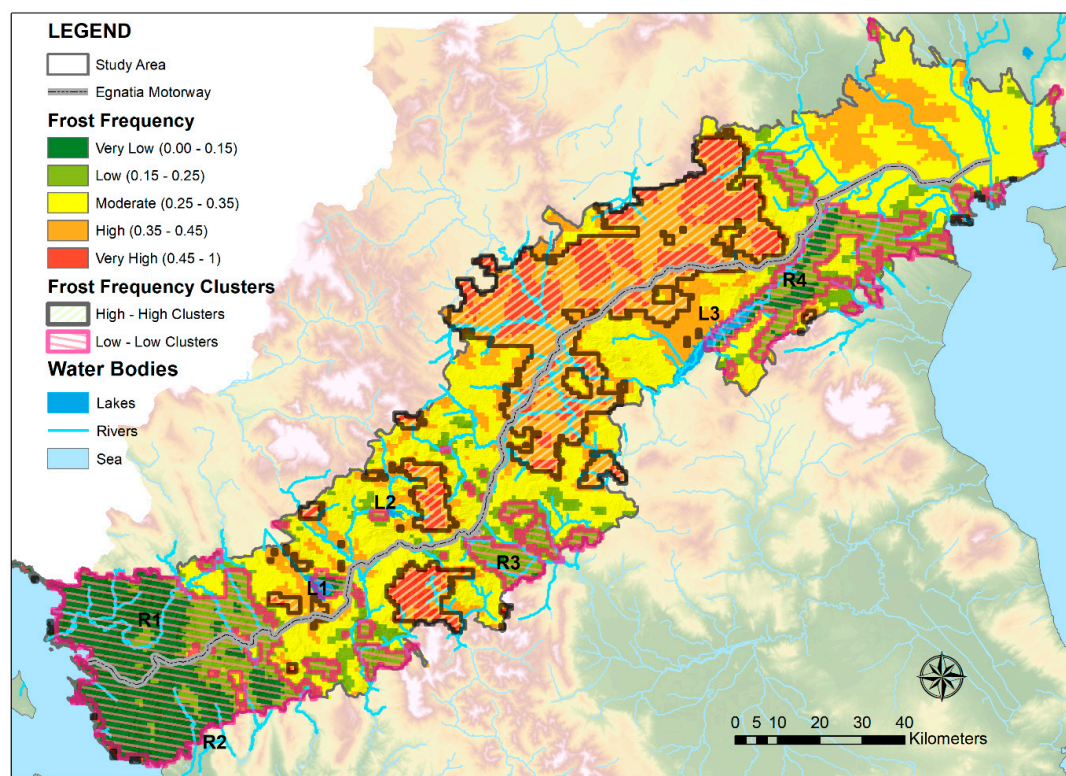 LEGEND
Study Area
Egnatia Motorway
Frost Frequency
Very Low (0.00 - 0.15)
Low (0.15 - 0.25)
Moderate (0.25 - 0.35)
High (0.35 - 0.45)
Very High (0.45 - 1)
Frost Frequency Clusters
High - High Clusters
Low - Low Clusters
Water Bodies
Lakes
Rivers
Sea
R4
L3
L2
R3
L1
R1
R2
0 5 10 20 30 40
Kilometers